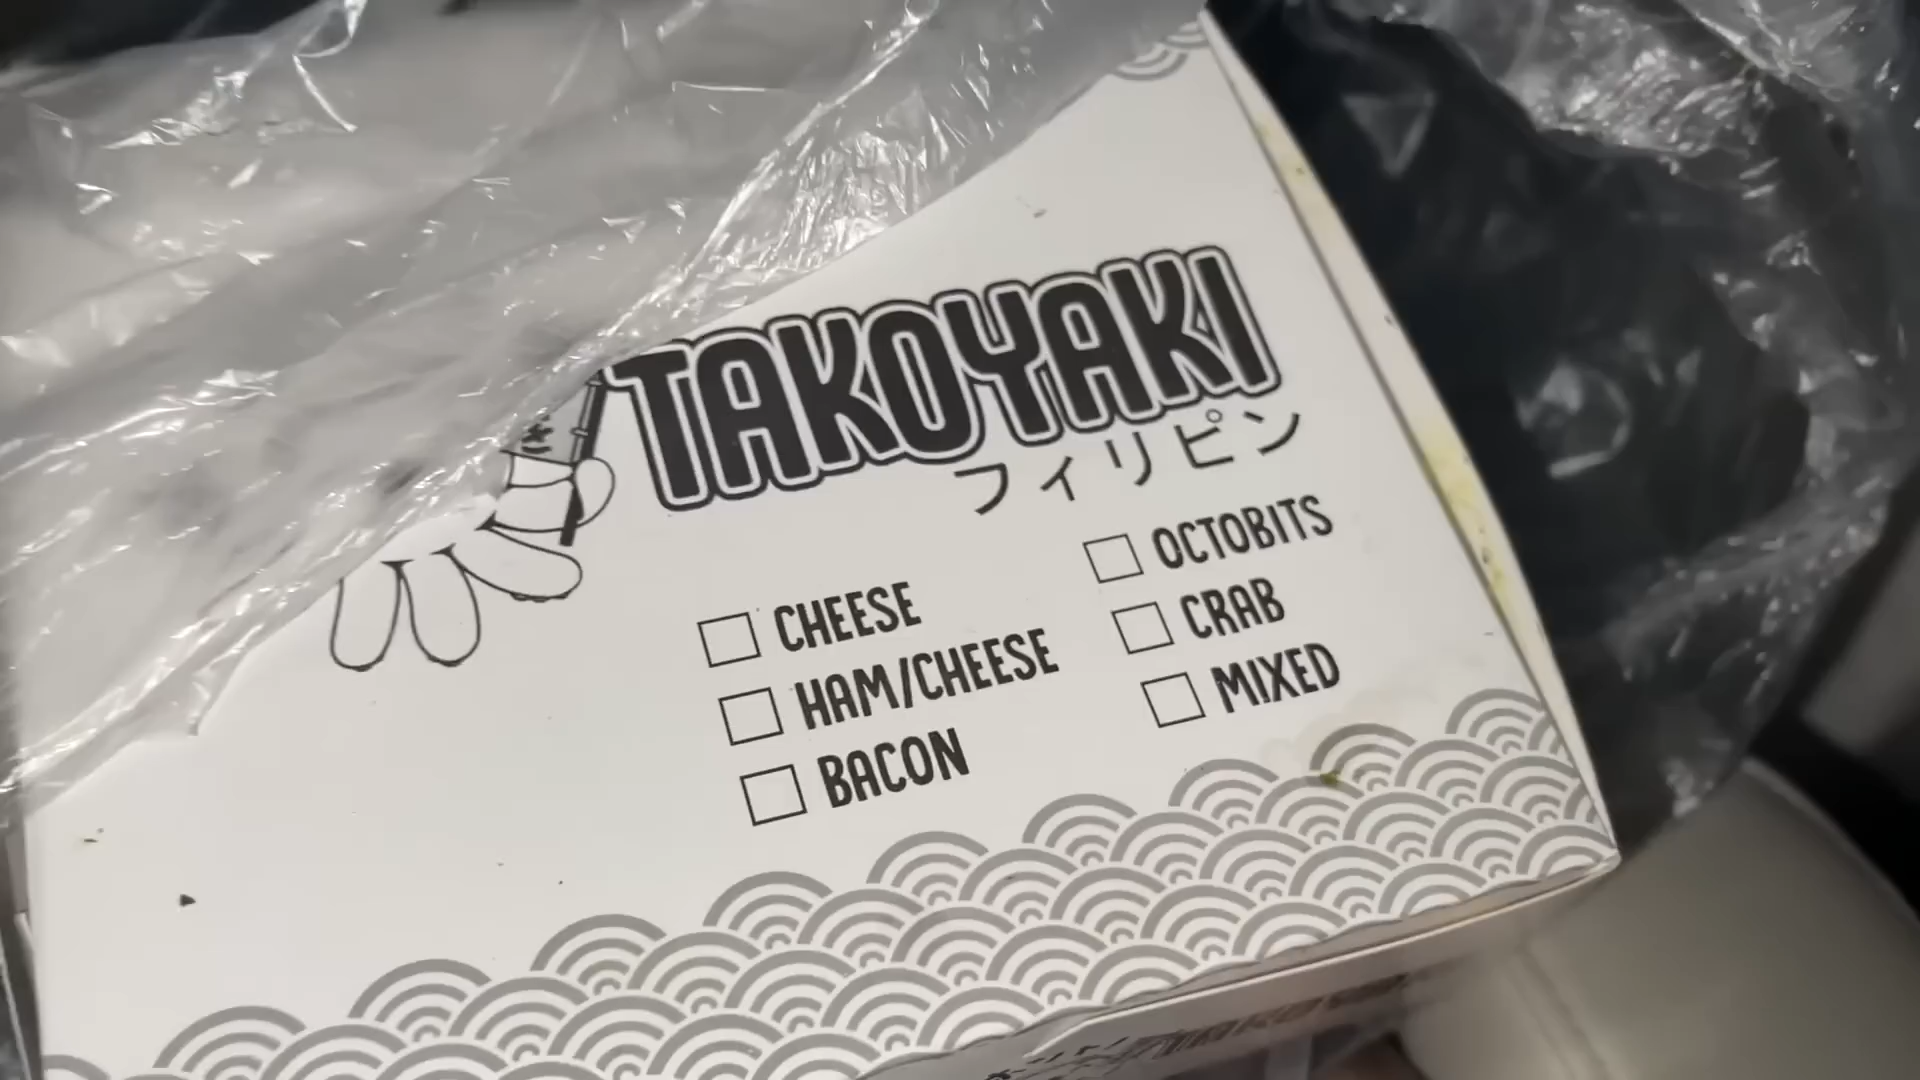 TAKOYAKI
フィリピン
CHEESE
HAM/CHEESE
BACON
OCTOBITS
CRAB
MIXED